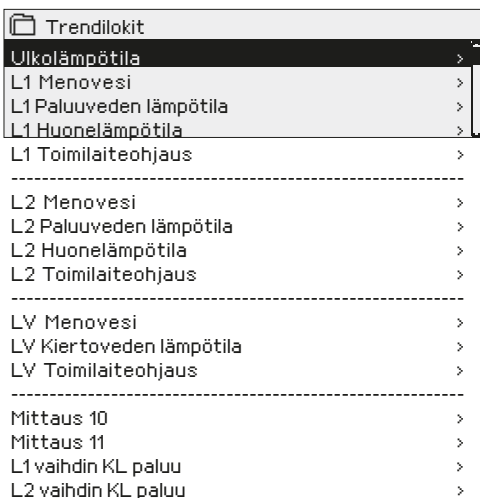 Trendilokit
Ulkolämpötila >
L1 Menovesi >
L1 Paluuveden lämpötila >
L1 Huonelämpötila >
L1 Toimilaiteohjaus >
------------------------------------------------------------
L2 Menovesi >
L2 Paluuveden lämpötila >
L2 Huonelämpötila >
L2 Toimilaiteohjaus >
------------------------------------------------------------
LV Menovesi >
LV Kiertoveden lämpötila >
LV Toimilaiteohjaus >
------------------------------------------------------------
Mittaus 10 >
Mittaus 11 >
L1 vaihdin KL paluu >
L2 vaihdin KL paluu >